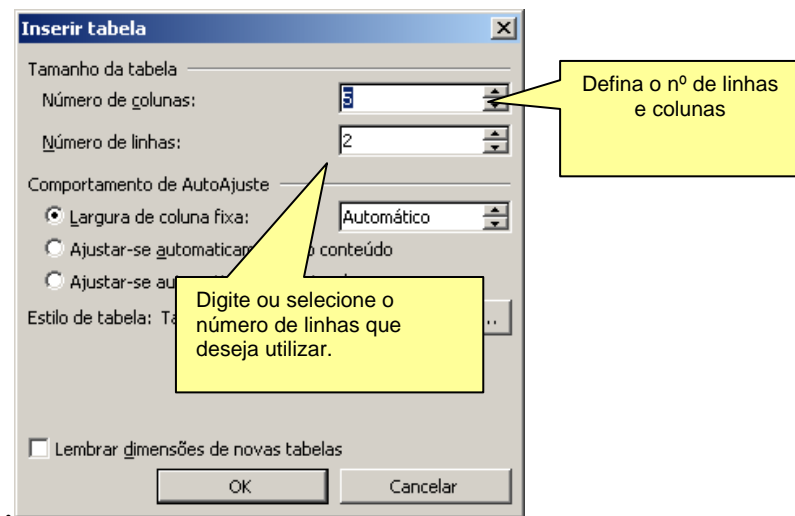 Inserir tabela
Tamanho da tabela
Número de colunas: 5
Número de linhas: 2
Defina o nº de linhas
e colunas
Comportamento de AutoAjuste
Largura de coluna fixa: Automático
Ajustar-se conteúdo
Ajustar-se
Estilo de tabela:
Digite ou selecione o
número de linhas que
deseja utilizar.
Lembrar dimensões de novas tabelas
OK Cancelar